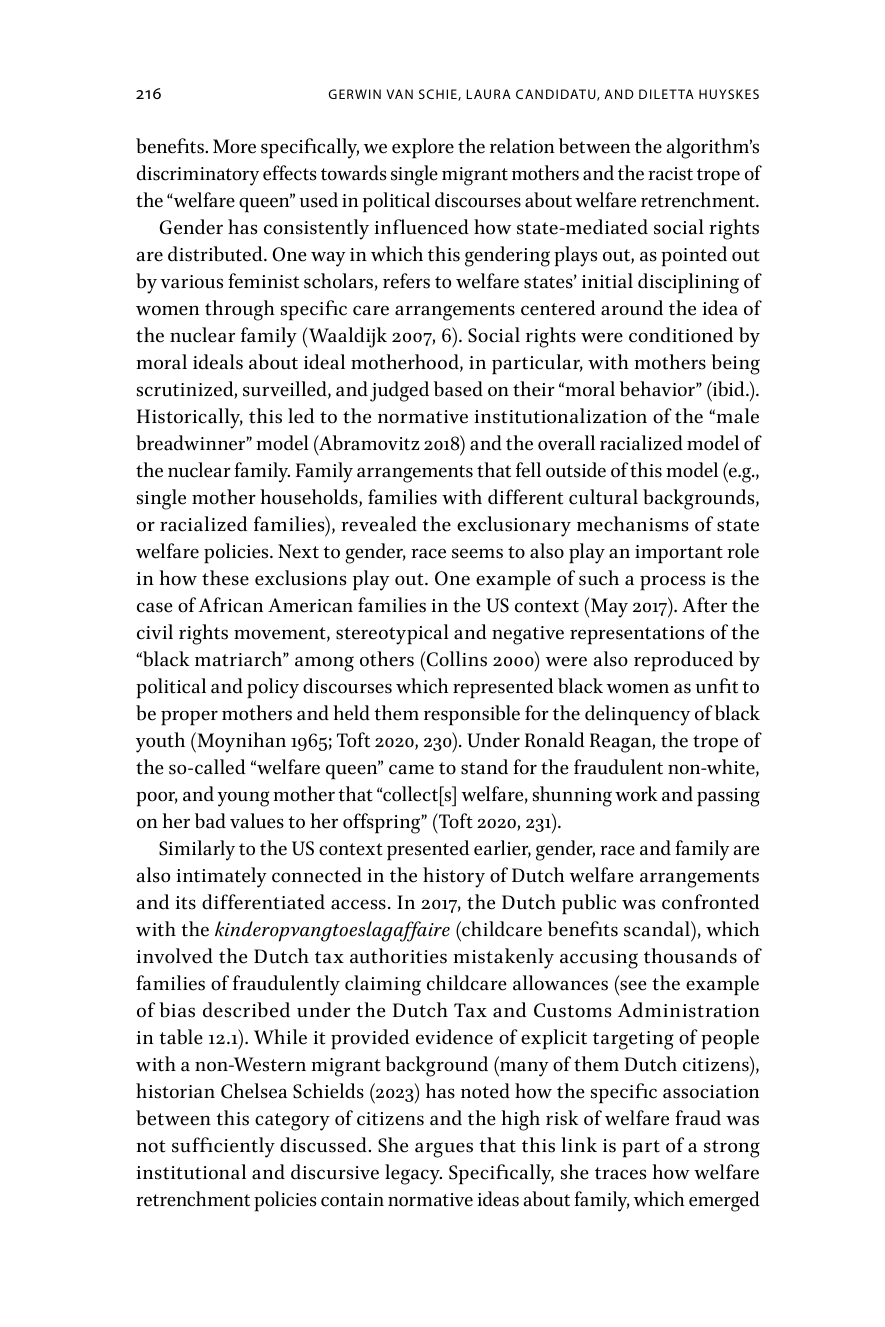 216
GERWIN VAN SCHIE, LAURA CANDIDATU, AND DILETTA HUYSKES
benefits. More specifically, we explore the relation between the algorithm’s
discriminatory effects towards single migrant mothers and the racist trope of
the “welfare queen” used in political discourses about welfare retrenchment.
Gender has consistently influenced how state-mediated social rights
are distributed. One way in which this gendering plays out, as pointed out
by various feminist scholars, refers to welfare states’ initial disciplining of
women through specific care arrangements centered around the idea of
the nuclear family (Waaldijk 2007, 6). Social rights were conditioned by
moral ideals about ideal motherhood, in particular, with mothers being
scrutinized, surveilled, and judged based on their “moral behavior” (ibid.).
Historically, this led to the normative institutionalization of the “male
breadwinner” model (Abramovitz 2018) and the overall racialized model of
the nuclear family. Family arrangements that fell outside of this model (e.g.,
single mother households, families with different cultural backgrounds,
or racialized families), revealed the exclusionary mechanisms of state
welfare policies. Next to gender, race seems to also play an important role
in how these exclusions play out. One example of such a process is the
case of African American families in the US context (May 2017). After the
civil rights movement, stereotypical and negative representations of the
“black matriarch” among others (Collins 2000) were also reproduced by
political and policy discourses which represented black women as unfit to
be proper mothers and held them responsible for the delinquency of black
youth (Moynihan 1965; Toft 2020, 230). Under Ronald Reagan, the trope of
the so-called “welfare queen” came to stand for the fraudulent non-white,
poor, and young mother that “collect[s] welfare, shunning work and passing
on her bad values to her offspring” (Toft 2020, 231).
Similarly to the US context presented earlier, gender, race and family are
also intimately connected in the history of Dutch welfare arrangements
and its differentiated access. In 2017, the Dutch public was confronted
with the kinderopvangtoeslagaffaire (childcare benefits scandal), which
involved the Dutch tax authorities mistakenly accusing thousands of
families of fraudulently claiming childcare allowances (see the example
of bias described under the Dutch Tax and Customs Administration
in table 12.1). While it provided evidence of explicit targeting of people
with a non-Western migrant background (many of them Dutch citizens),
historian Chelsea Schields (2023) has noted how the specific association
between this category of citizens and the high risk of welfare fraud was
not sufficiently discussed. She argues that this link is part of a strong
institutional and discursive legacy. Specifically, she traces how welfare
retrenchment policies contain normative ideas about family, which emerged